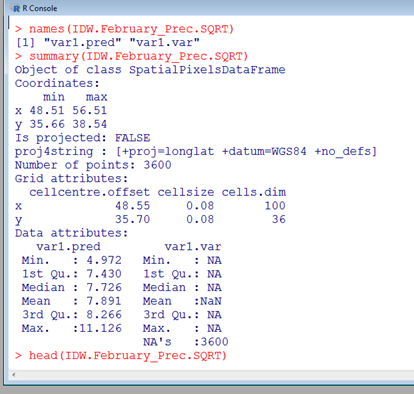 R Console
> names(IDW.February_Prec.SQRT)
[1] "var1.pred" "var1.var"
> summary(IDW.February_Prec.SQRT)
Object of class SpatialPixelsDataFrame
Coordinates:
    min   max
x 48.51 56.51
y 35.66 38.54
Is projected: FALSE
proj4string : [+proj=longlat +datum=WGS84 +no_defs]
Number of points: 3600
Grid attributes:
  cellcentre.offset cellsize cells.dim
x             48.55     0.08       100
y             35.70     0.08        36
Data attributes:
   var1.pred         var1.var
 Min.   : 4.972   Min.   : NA
 1st Qu.: 7.430   1st Qu.: NA
 Median : 7.726   Median : NA
 Mean   : 7.891   Mean   :NaN
 3rd Qu.: 8.266   3rd Qu.: NA
 Max.   :11.126   Max.   : NA
                  NA's   :3600
> head(IDW.February_Prec.SQRT)